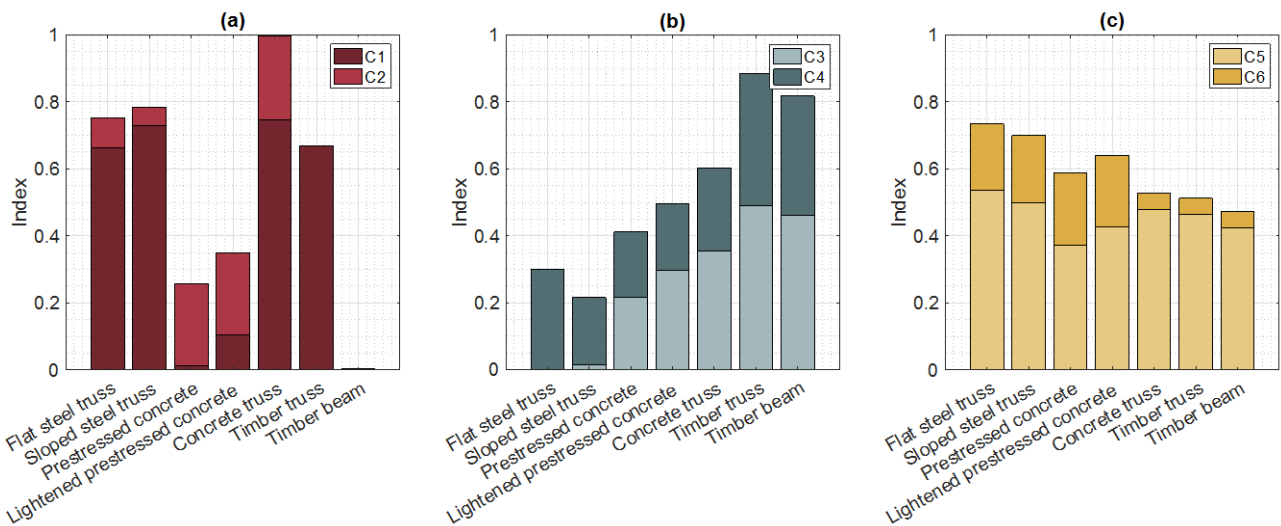 (a)
1
0.8
0.6
0.4
0.2
0
Index
C1
C2
Flat steel truss
Sloped steel truss
Prestressed concrete
Lightened prestressed concrete
Concrete truss
Timber truss
Timber beam
(b)
1
0.8
0.6
0.4
0.2
0
Index
C3
C4
Flat steel truss
Sloped steel truss
Prestressed concrete
Lightened prestressed concrete
Concrete truss
Timber truss
Timber beam
(c)
1
0.8
0.6
0.4
0.2
0
Index
C5
C6
Flat steel truss
Sloped steel truss
Prestressed concrete
Lightened prestressed concrete
Concrete truss
Timber truss
Timber beam